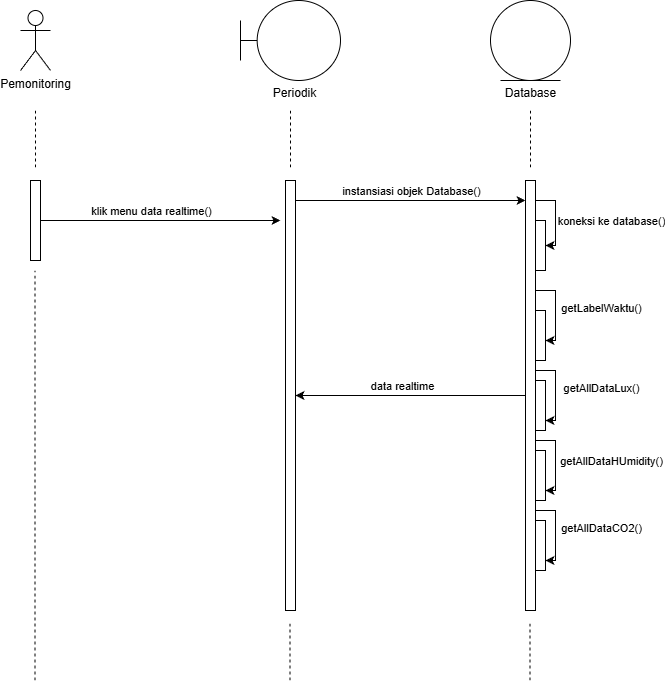 Pemonitoring
Periodik
Database
instansiasi objek Database()
klik menu data realtime()
koneksi ke database()
getLabelWaktu()
data realtime
getAllDataLux()
getAllDataHUmidity()
getAllDataCO2()